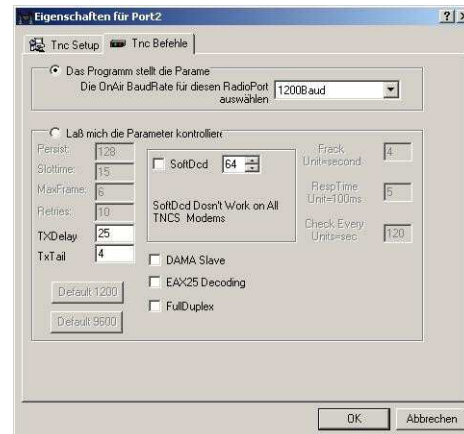 Eigenschaften für Port2
Tnc Setup
Tnc Befehle
Das Programm stellt die Parame
Die OnAir BaudRate für diesen RadioPort
auswählen
1200Baud
Laß mich die Parameter kontrolliere
Persist: 128
Slottime: 15
MaxFrame: 6
Retries: 10
TXDelay 25
TxTail 4
Default 1200
Default 9600
SoftDcd 64
SoftDcd Dosn't Work on All
TNCS Modems
DAMA Slave
EAX25 Decoding
FullDuplex
Frack
Unit=second. 4
RespTime
Unit=100ms 5
Check Every
Units=sec 120
OK
Abbrechen